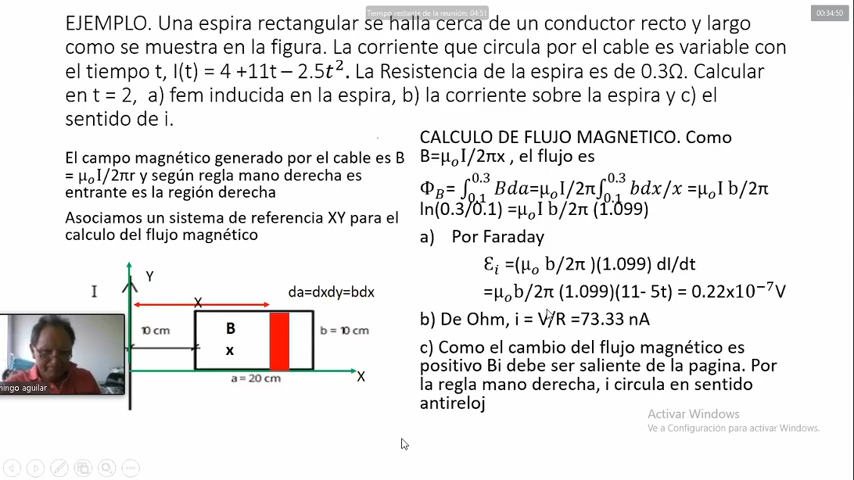 Tiempo restante de la reunión: 04:51
00:34:50
EJEMPLO. Una espira rectangular se halla cerca de un conductor recto y largo
como se muestra en la figura. La corriente que circula por el cable es variable con
el tiempo t, I(t) = 4 +11t – 2.5t². La Resistencia de la espira es de 0.3Ω. Calcular
en t = 2, a) fem inducida en la espira, b) la corriente sobre la espira y c) el
sentido de i.
El campo magnético generado por el cable es B
= μₒI/2πr y según regla mano derecha es
entrante es la región derecha
Asociamos un sistema de referencia XY para el
calculo del flujo magnético
I
Y
da=dxdy=bdx
X
10 cm
B
x
b = 10 cm
a = 20 cm
X
mingo aguilar
CALCULO DE FLUJO MAGNETICO. Como
B=μₒI/2πx , el flujo es
Φ_B= ∫_0.1^0.3 Bda=μₒI/2π∫_0.1^0.3 bdx/x =μₒI b/2π
ln(0.3/0.1) =μₒI b/2π (1.099)
a) Por Faraday
Ɛᵢ =(μₒ b/2π )(1.099) dI/dt
=μₒb/2π (1.099)(11- 5t) = 0.22x10⁻⁷V
b) De Ohm, i = V/R =73.33 nA
c) Como el cambio del flujo magnético es
positivo Bi debe ser saliente de la pagina. Por
la regla mano derecha, i circula en sentido
antireloj
Activar Windows
Ve a Configuración para activar Windows.